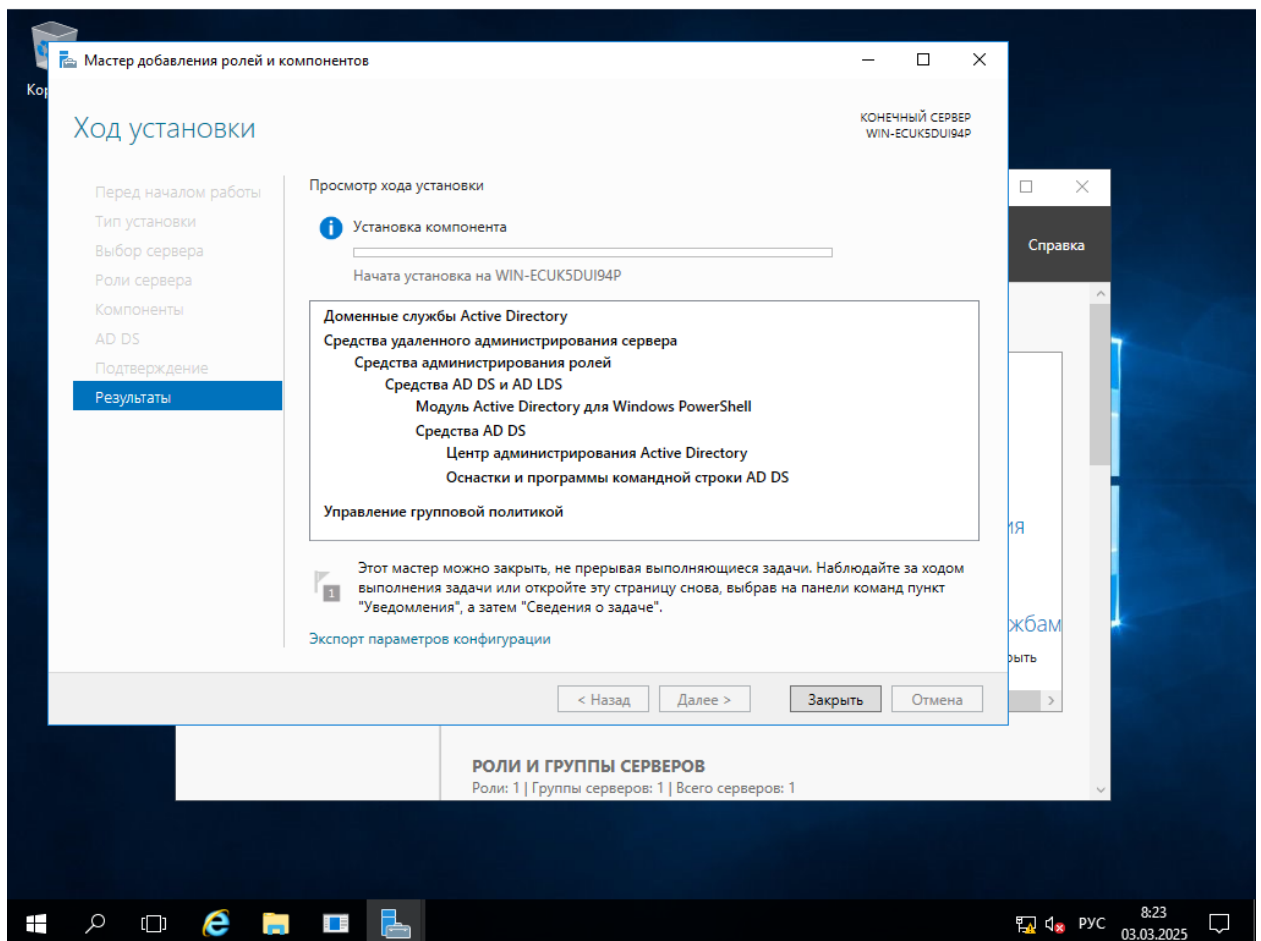 Кор
Мастер добавления ролей и компонентов
Ход установки
КОНЕЧНЫЙ СЕРВЕР
WIN-ECUK5DUI94P
Перед началом работы
Тип установки
Выбор сервера
Роли сервера
Компоненты
AD DS
Подтверждение
Результаты
Просмотр хода установки
Установка компонента
Начата установка на WIN-ECUK5DUI94P
Доменные службы Active Directory
Средства удаленного администрирования сервера
Средства администрирования ролей
Средства AD DS и AD LDS
Модуль Active Directory для Windows PowerShell
Средства AD DS
Центр администрирования Active Directory
Оснастки и программы командной строки AD DS
Управление групповой политикой
1
Этот мастер можно закрыть, не прерывая выполняющиеся задачи. Наблюдайте за ходом
выполнения задачи или откройте эту страницу снова, выбрав на панели команд пункт
"Уведомления", а затем "Сведения о задаче".
Экспорт параметров конфигурации
< Назад
Далее >
Закрыть
Отмена
Справка
ия
жбам
рыть
РОЛИ И ГРУППЫ СЕРВЕРОВ
Роли: 1 | Группы серверов: 1 | Всего серверов: 1
РУС
8:23
03.03.2025